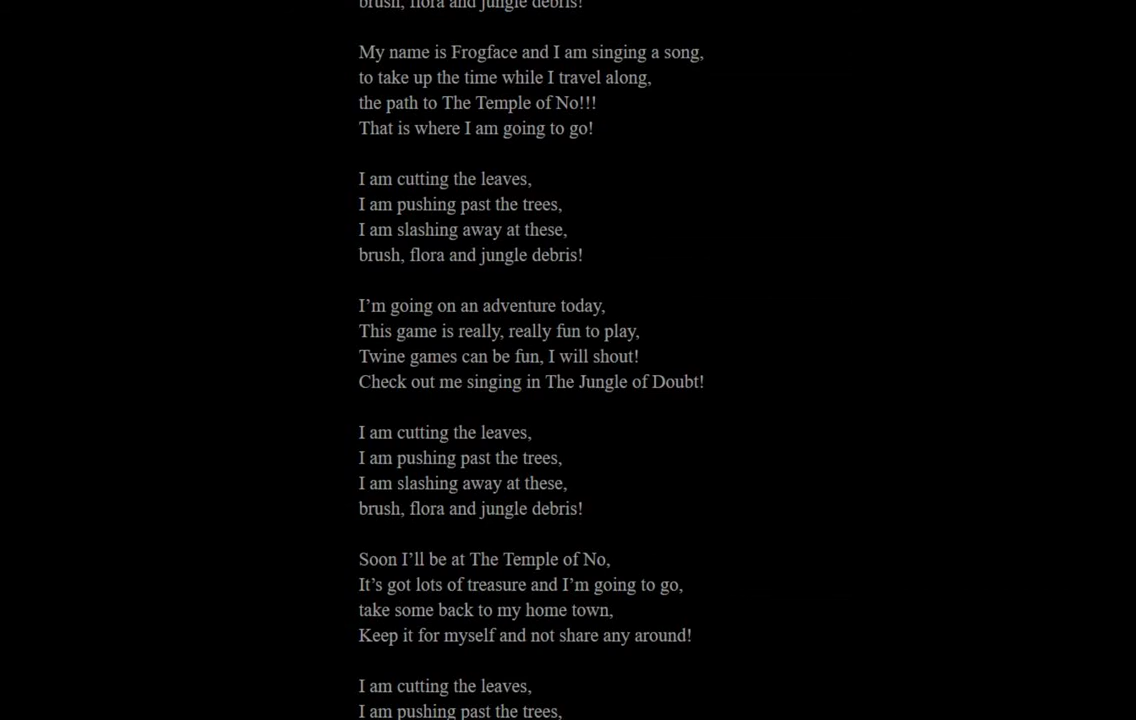 brush, flora and jungle debris!
My name is Frogface and I am singing a song,
to take up the time while I travel along,
the path to The Temple of No!!!
That is where I am going to go!
I am cutting the leaves,
I am pushing past the trees,
I am slashing away at these,
brush, flora and jungle debris!
I’m going on an adventure today,
This game is really, really fun to play,
Twine games can be fun, I will shout!
Check out me singing in The Jungle of Doubt!
I am cutting the leaves,
I am pushing past the trees,
I am slashing away at these,
brush, flora and jungle debris!
Soon I’ll be at The Temple of No,
It’s got lots of treasure and I’m going to go,
take some back to my home town,
Keep it for myself and not share any around!
I am cutting the leaves,
I am pushing past the trees,